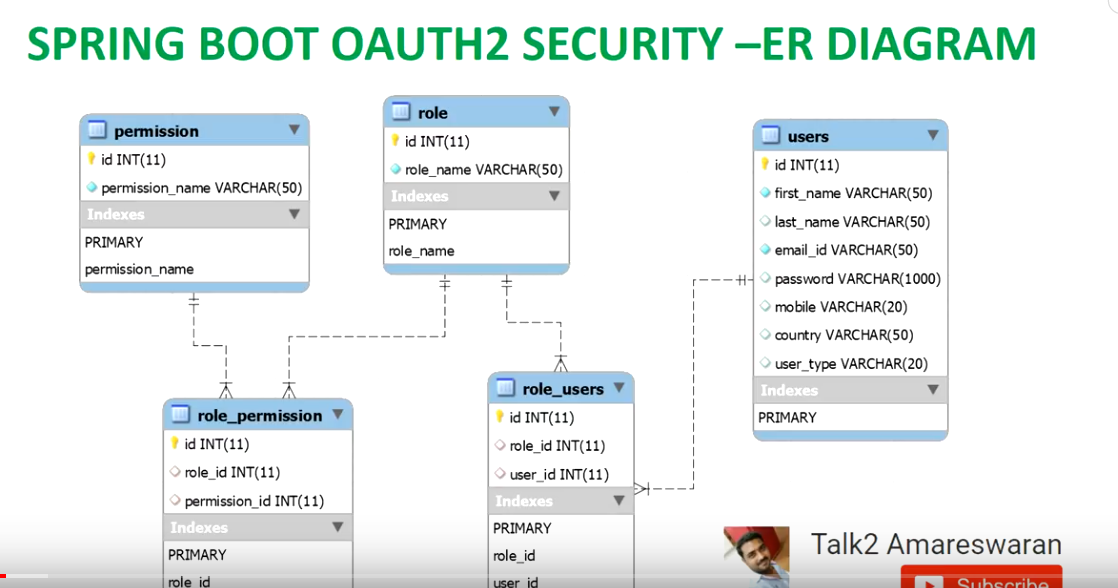 SPRING BOOT OAUTH2 SECURITY –ER DIAGRAM
permission
id INT(11)
permission_name VARCHAR(50)
Indexes
PRIMARY
permission_name
role
id INT(11)
role_name VARCHAR(50)
Indexes
PRIMARY
role_name
users
id INT(11)
first_name VARCHAR(50)
last_name VARCHAR(50)
email_id VARCHAR(50)
password VARCHAR(1000)
mobile VARCHAR(20)
country VARCHAR(50)
user_type VARCHAR(20)
Indexes
PRIMARY
role_permission
id INT(11)
role_id INT(11)
permission_id INT(11)
Indexes
PRIMARY
role_id
role_users
id INT(11)
role_id INT(11)
user_id INT(11)
Indexes
PRIMARY
role_id
user_id
Talk2 Amareswaran
Subscribe